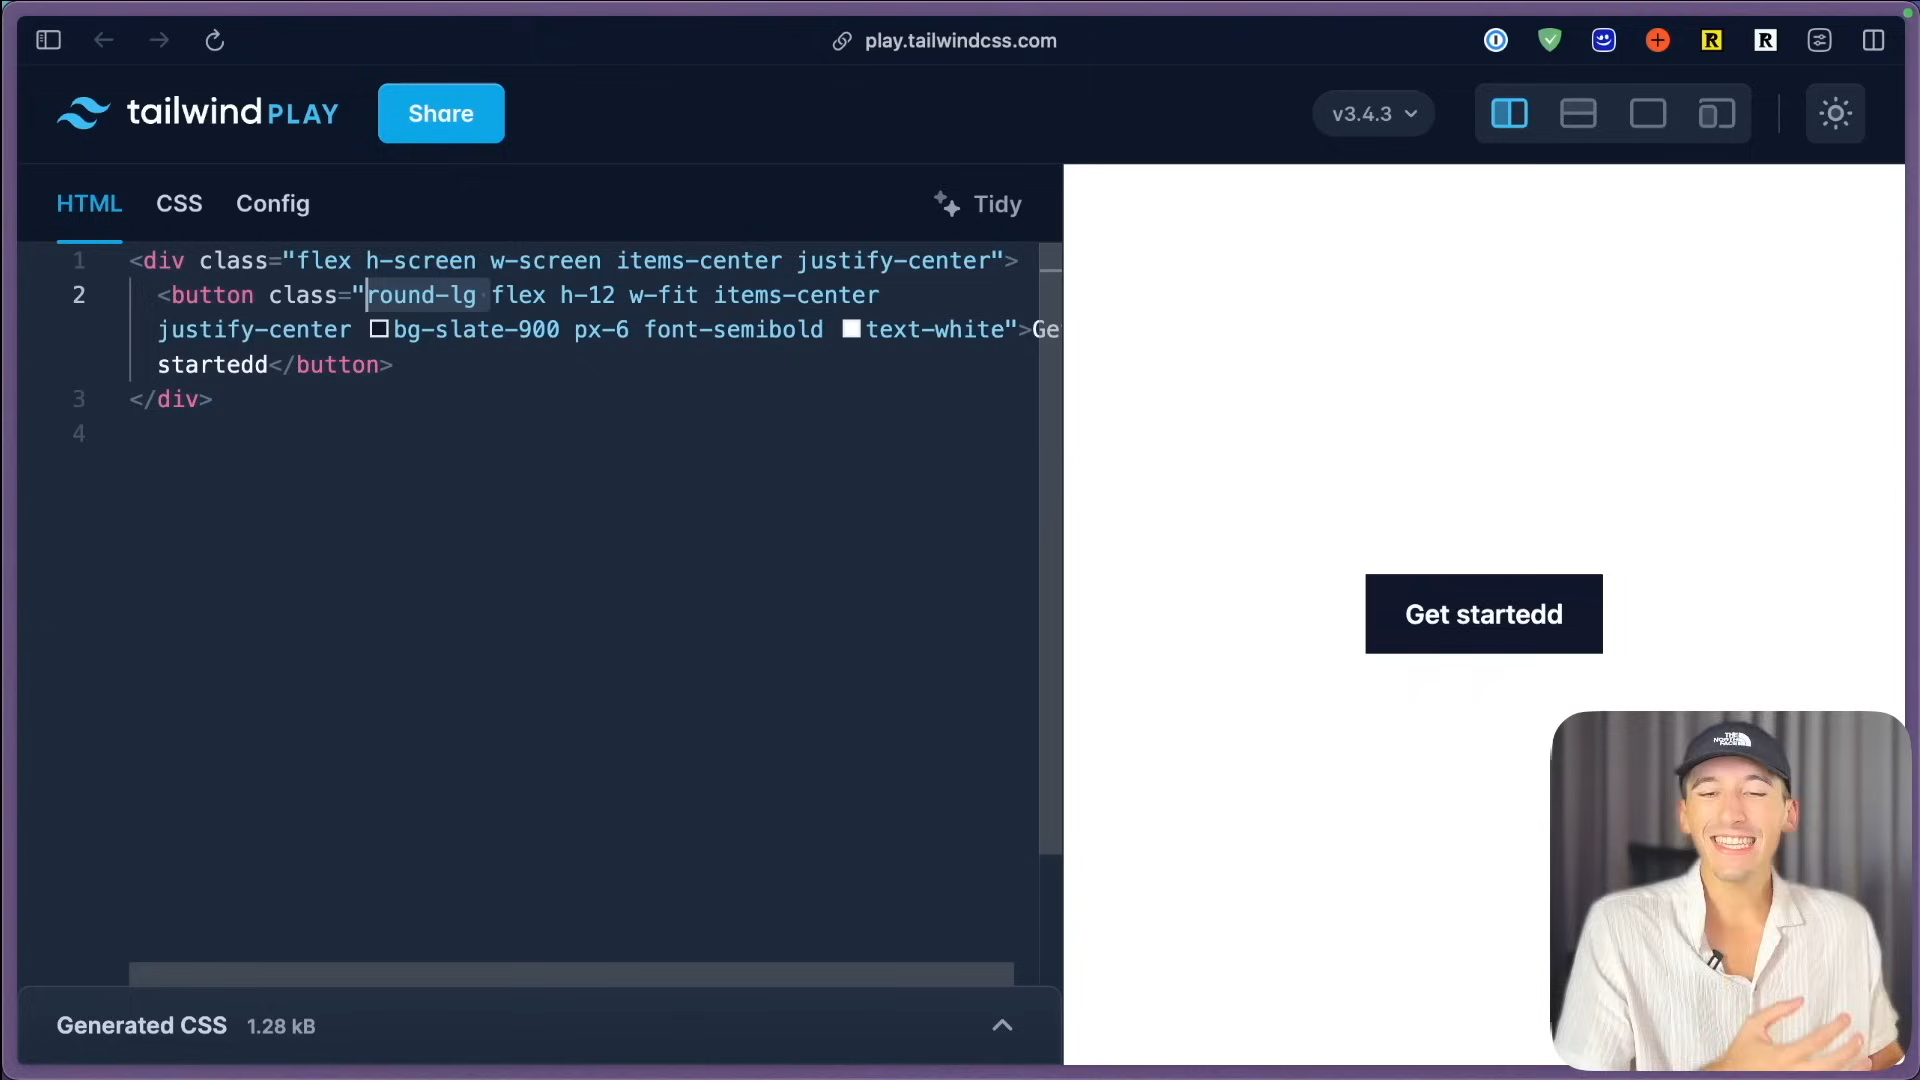 play.tailwindcss.com
R
R
tailwind PLAY
Share
v3.4.3
HTML
CSS
Config
Tidy
1
<div class="flex h-screen w-screen items-center justify-center">
2
<button class="round-lg flex h-12 w-fit items-center
justify-center bg-slate-900 px-6 font-semibold text-white">Ge
startedd</button>
3
</div>
4
Get startedd
THE
NORTH
FACE
Generated CSS 1.28 kB